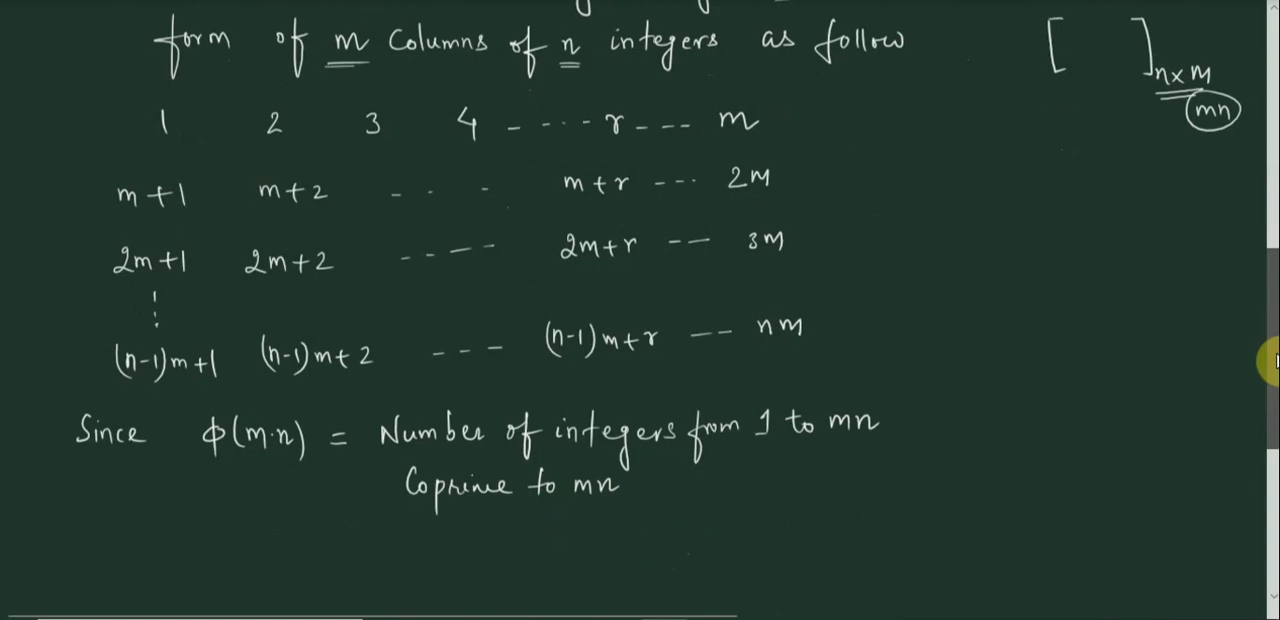 form of m Columns of n integers as follow [ ]n×m
mn
1 2 3 4 - - - - - r - - - m
m+1 m+2 - - - m+r - - - 2m
2m+1 2m+2 - - - - 2m+r - - 3m
⋮
(n-1)m+1 (n-1)m+2 - - - (n-1)m+r - - nm
Since ϕ(m·n) = Number of integers from 1 to mn
Coprime to mn